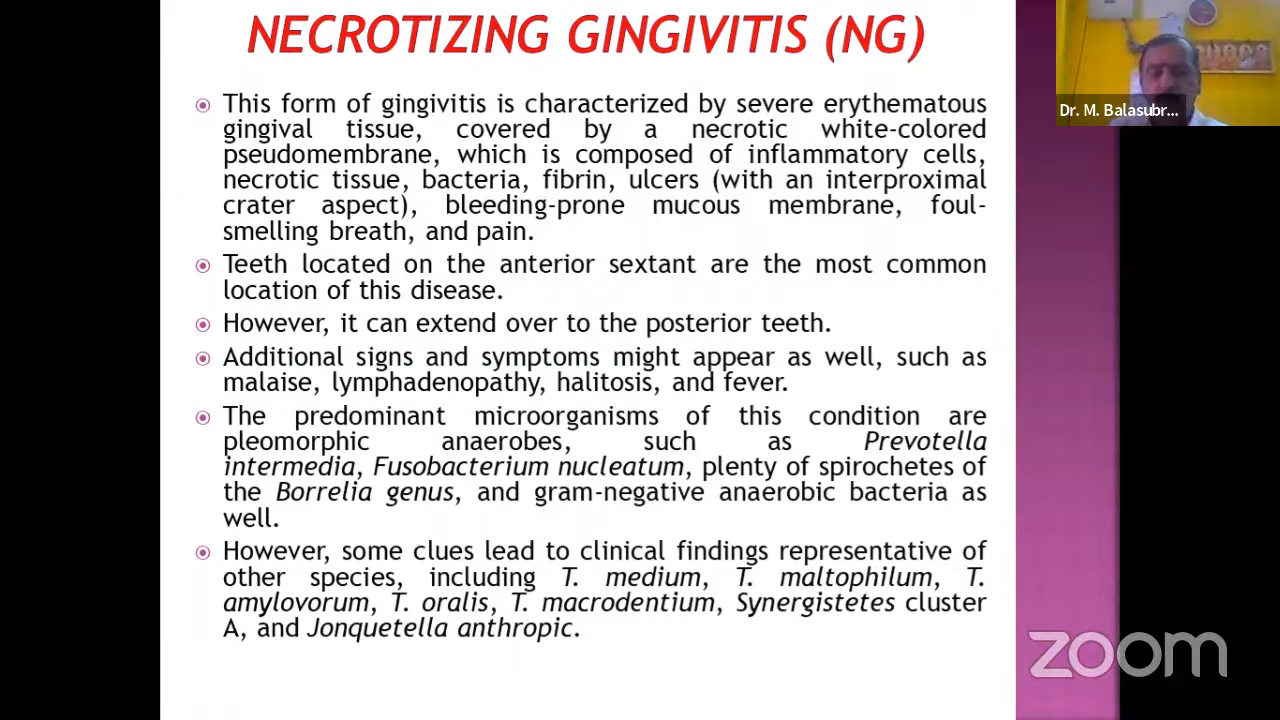 NECROTIZING GINGIVITIS (NG)
This form of gingivitis is characterized by severe erythematous
gingival tissue, covered by a necrotic white-colored
pseudomembrane, which is composed of inflammatory cells,
necrotic tissue, bacteria, fibrin, ulcers (with an interproximal
crater aspect), bleeding-prone mucous membrane, foul-
smelling breath, and pain.
Teeth located on the anterior sextant are the most common
location of this disease.
However, it can extend over to the posterior teeth.
Additional signs and symptoms might appear as well, such as
malaise, lymphadenopathy, halitosis, and fever.
The predominant microorganisms of this condition are
pleomorphic anaerobes, such as Prevotella
intermedia, Fusobacterium nucleatum, plenty of spirochetes of
the Borrelia genus, and gram-negative anaerobic bacteria as
well.
However, some clues lead to clinical findings representative of
other species, including T. medium, T. maltophilum, T.
amylovorum, T. oralis, T. macrodentium, Synergistetes cluster
A, and Jonquetella anthropic.
Dr. M. Balasubr...
zoom